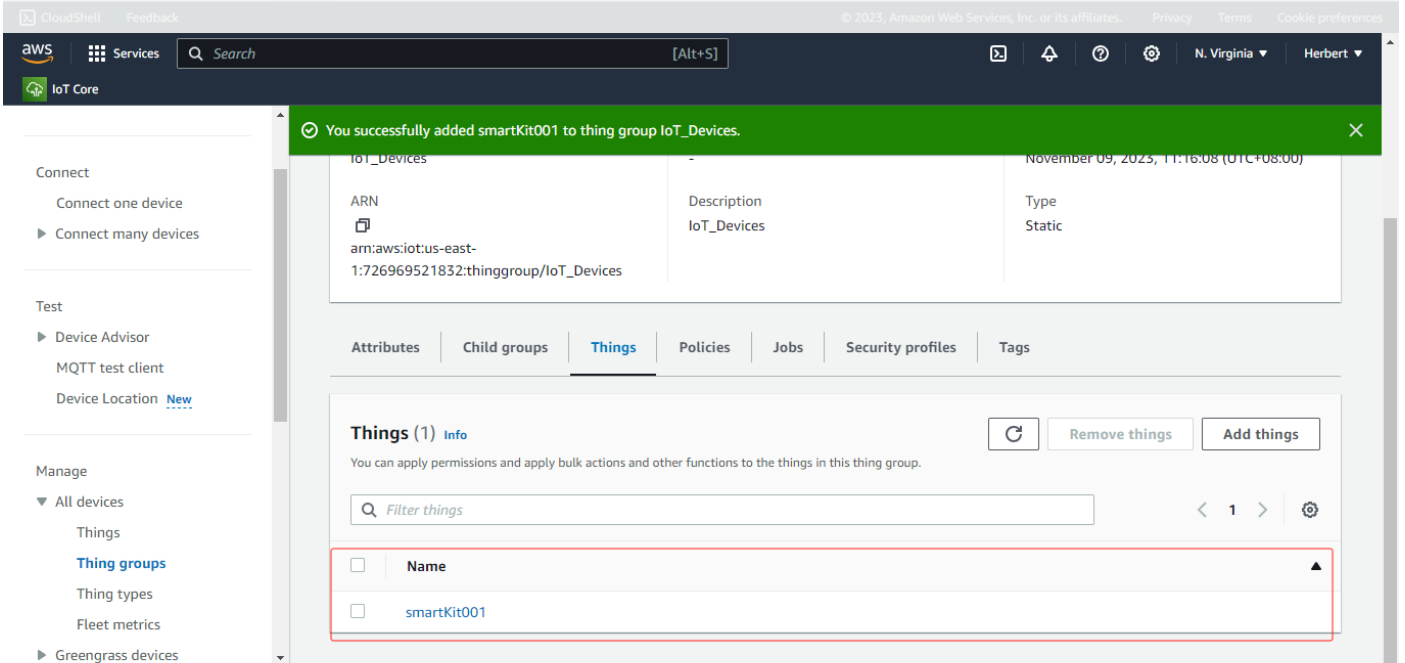 CloudShell Feedback © 2023, Amazon Web Services, Inc. or its affiliates. Privacy Terms Cookie preferences
aws Services Search [Alt+S] N. Virginia ▼ Herbert ▼
IoT Core
You successfully added smartKit001 to thing group IoT_Devices.
Connect
Connect one device
Connect many devices
Test
Device Advisor
MQTT test client
Device Location New
Manage
All devices
Things
Thing groups
Thing types
Fleet metrics
Greengrass devices
IoT_Devices - November 09, 2023, 11:16:08 (UTC+08:00)
ARN Description Type
IoT_Devices Static
arn:aws:iot:us-east-
1:726969521832:thinggroup/IoT_Devices
Attributes Child groups Things Policies Jobs Security profiles Tags
Things (1) Info Remove things Add things
You can apply permissions and apply bulk actions and other functions to the things in this thing group.
Filter things 1
Name
smartKit001